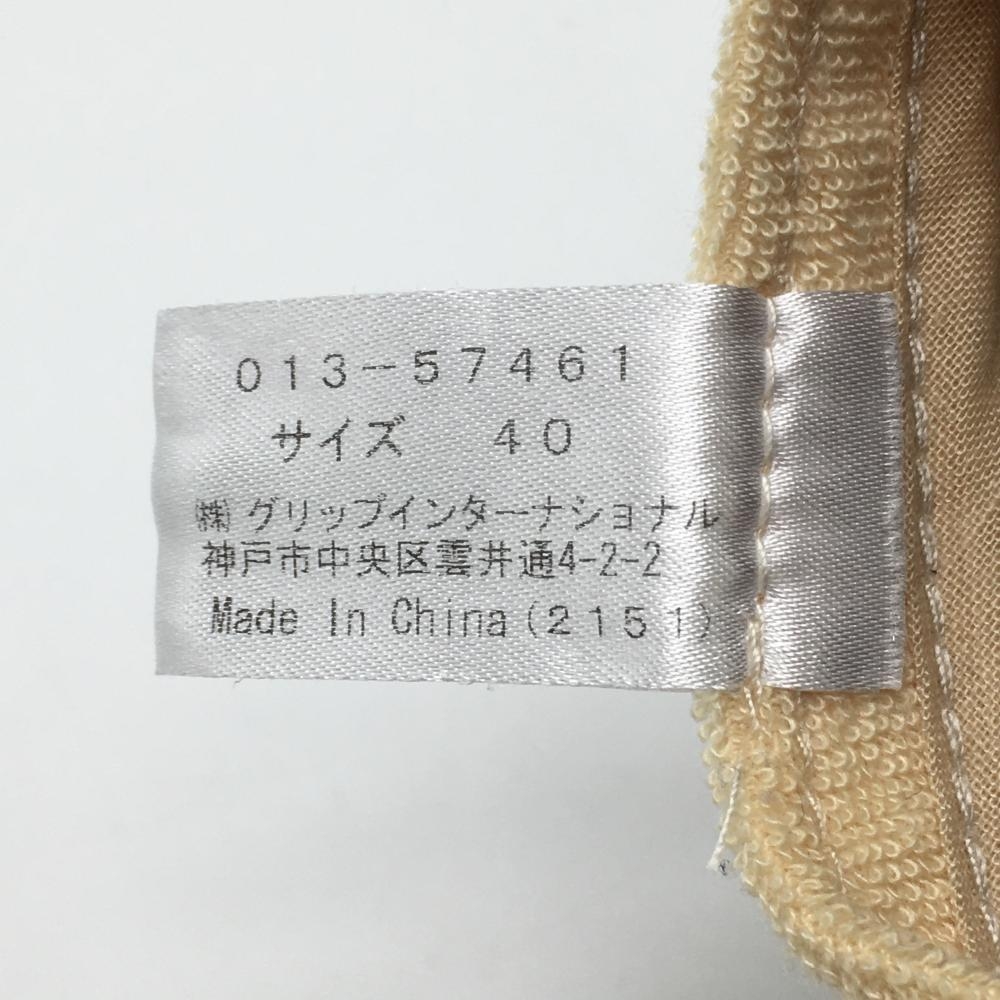 013-57461
サイズ 40
㈱グリップインターナショナル
神戸市中央区雲井通4-2-2
Made In China(2151)